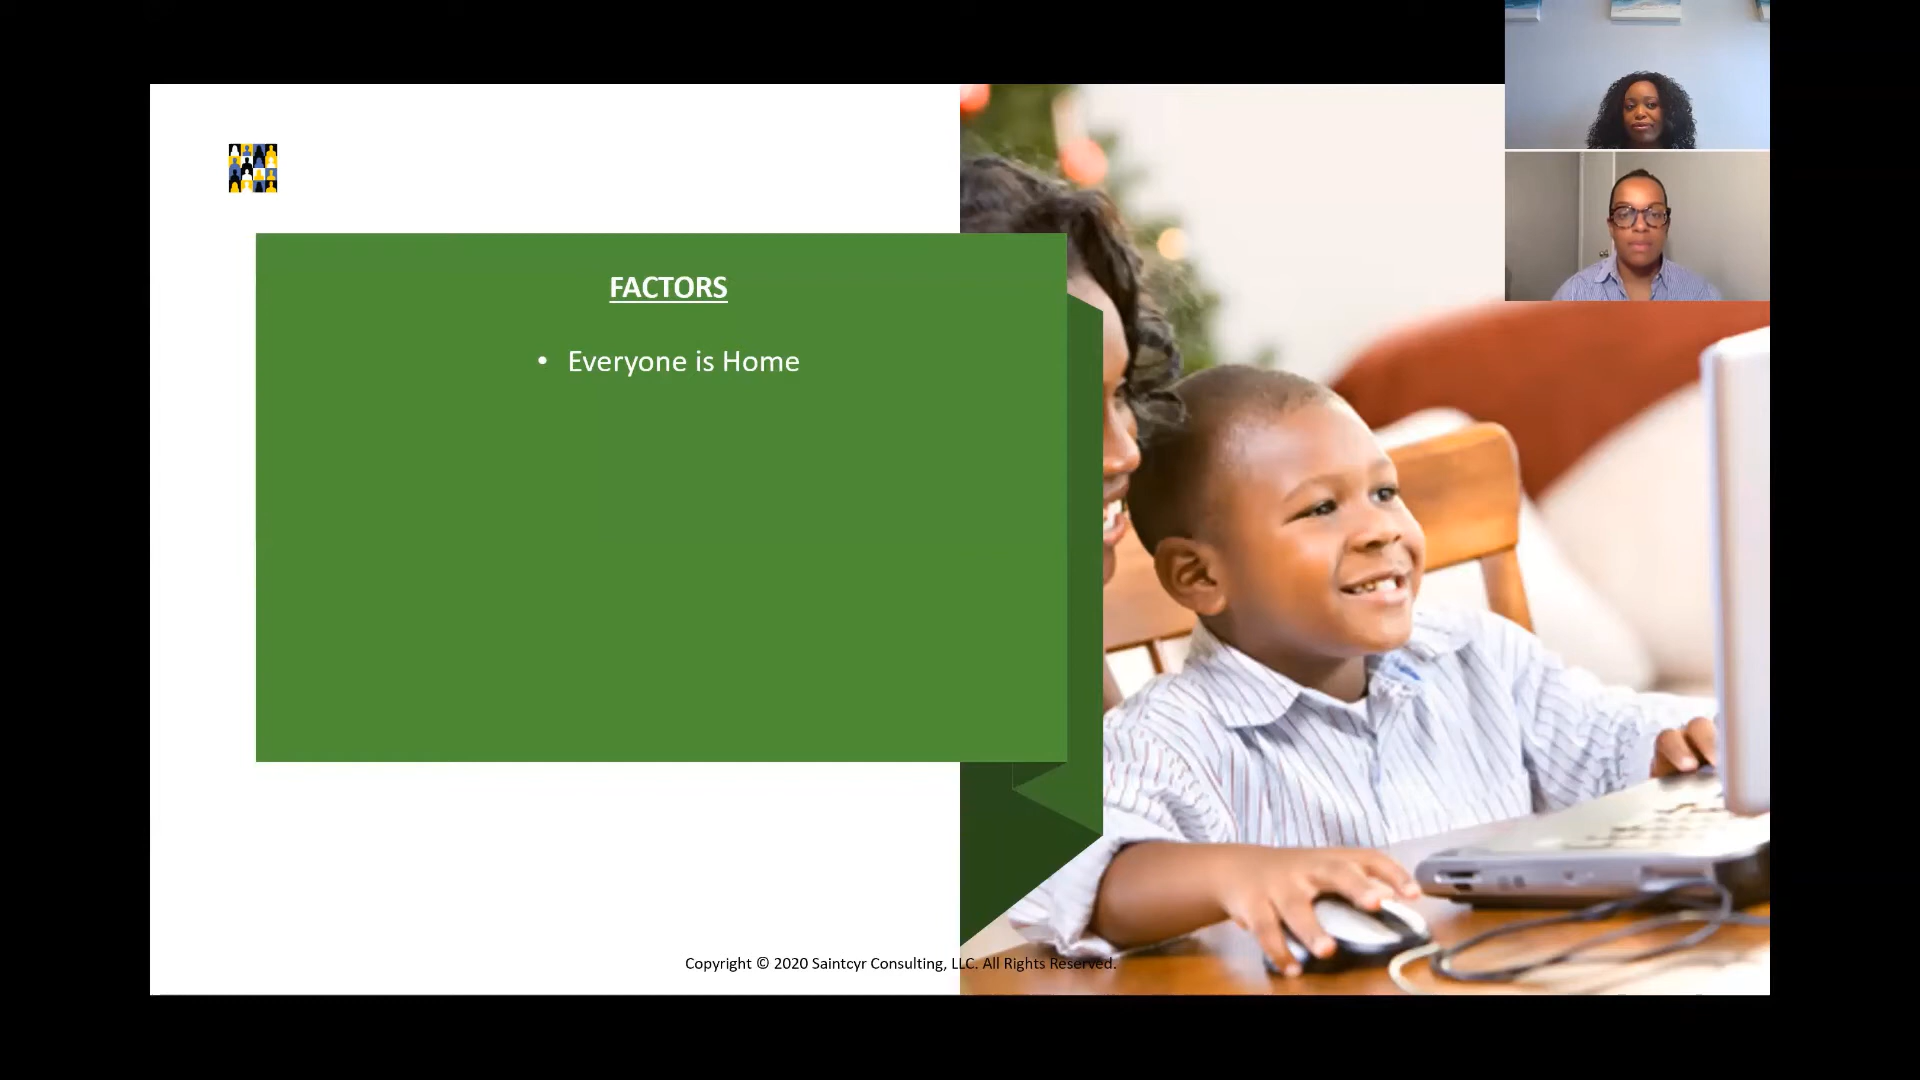 FACTORS
• Everyone is Home
Copyright © 2020 Saintcyr Consulting, LLC. All Rights Reserved.